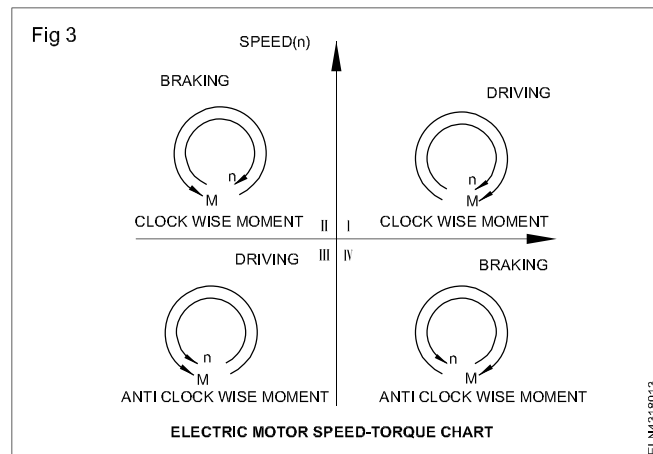 Fig 3
SPEED(n)
BRAKING
DRIVING
n
M
n
M
CLOCK WISE MOMENT
II
I
CLOCK WISE MOMENT
DRIVING
III
IV
BRAKING
n
M
n
M
ANTI CLOCK WISE MOMENT
ANTI CLOCK WISE MOMENT
ELECTRIC MOTOR SPEED-TORQUE CHART
ELN4318013